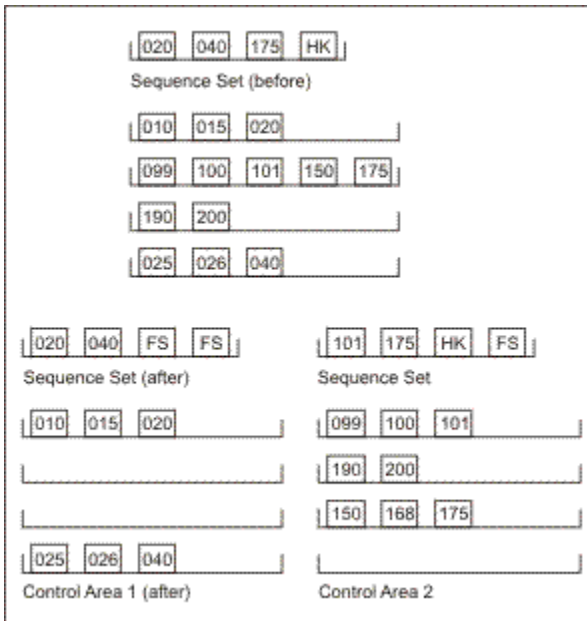 020 040 175 HK
Sequence Set (before)
010 015 020
099 100 101 150 175
190 200
025 026 040
020 040 FS FS
Sequence Set (after)
010 015 020
025 026 040
Control Area 1 (after)
101 175 HK FS
Sequence Set
099 100 101
190 200
150 168 175
Control Area 2